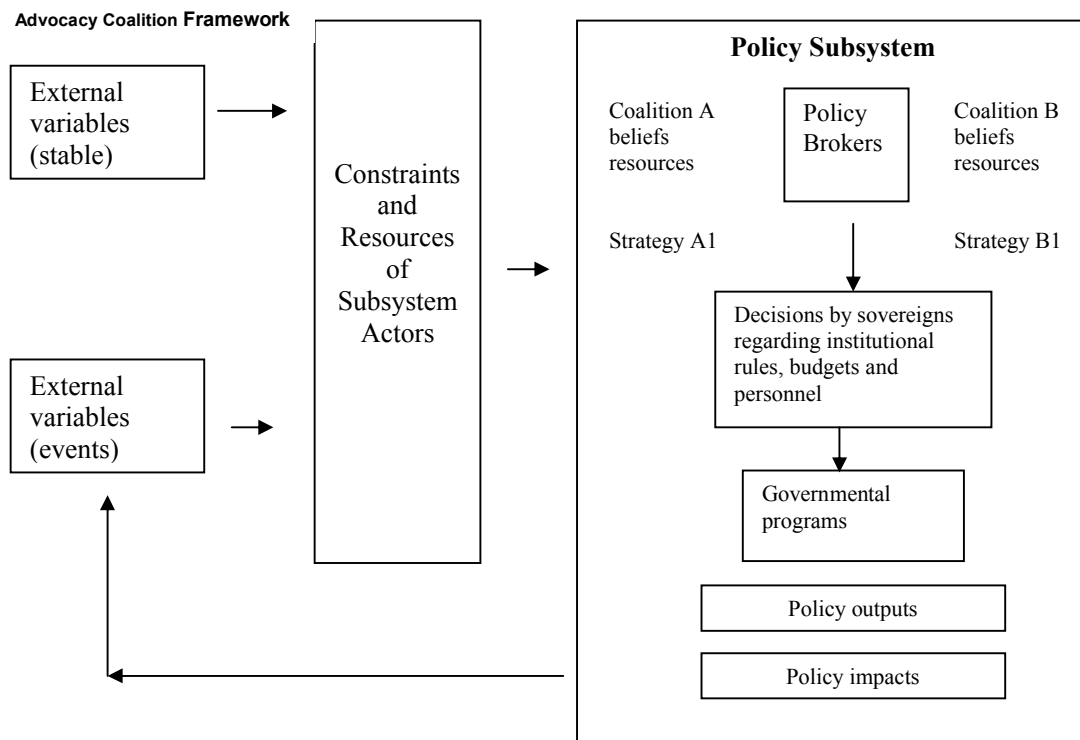 Advocacy Coalition Framework
External
variables
(stable)
External
variables
(events)
Constraints
and
Resources
of
Subsystem
Actors
Policy Subsystem
Coalition A
beliefs
resources
Policy
Brokers
Coalition B
beliefs
resources
Strategy A1
Strategy B1
Decisions by sovereigns
regarding institutional
rules, budgets and
personnel
Governmental
programs
Policy outputs
Policy impacts